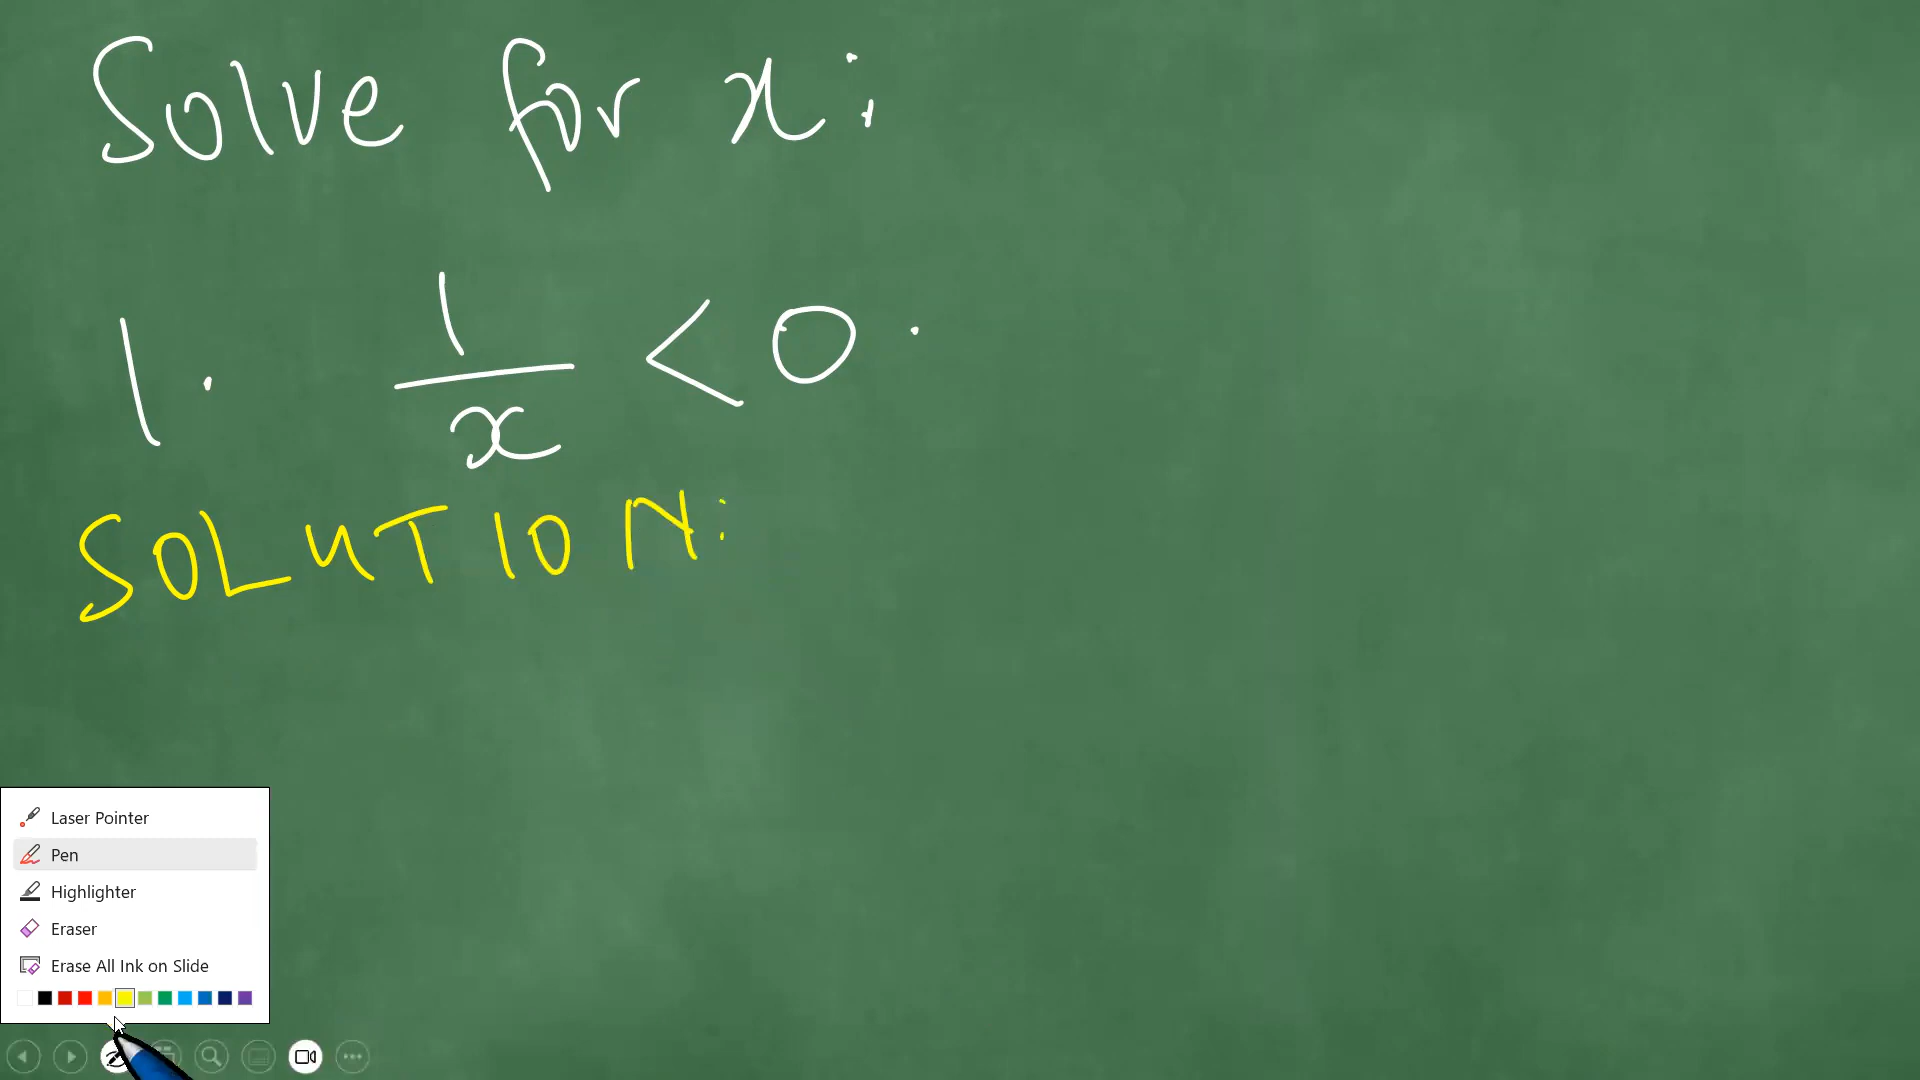 Solve for x:
1. 1/x < 0.
SOLUTION:
Laser Pointer
Pen
Highlighter
Eraser
Erase All Ink on Slide